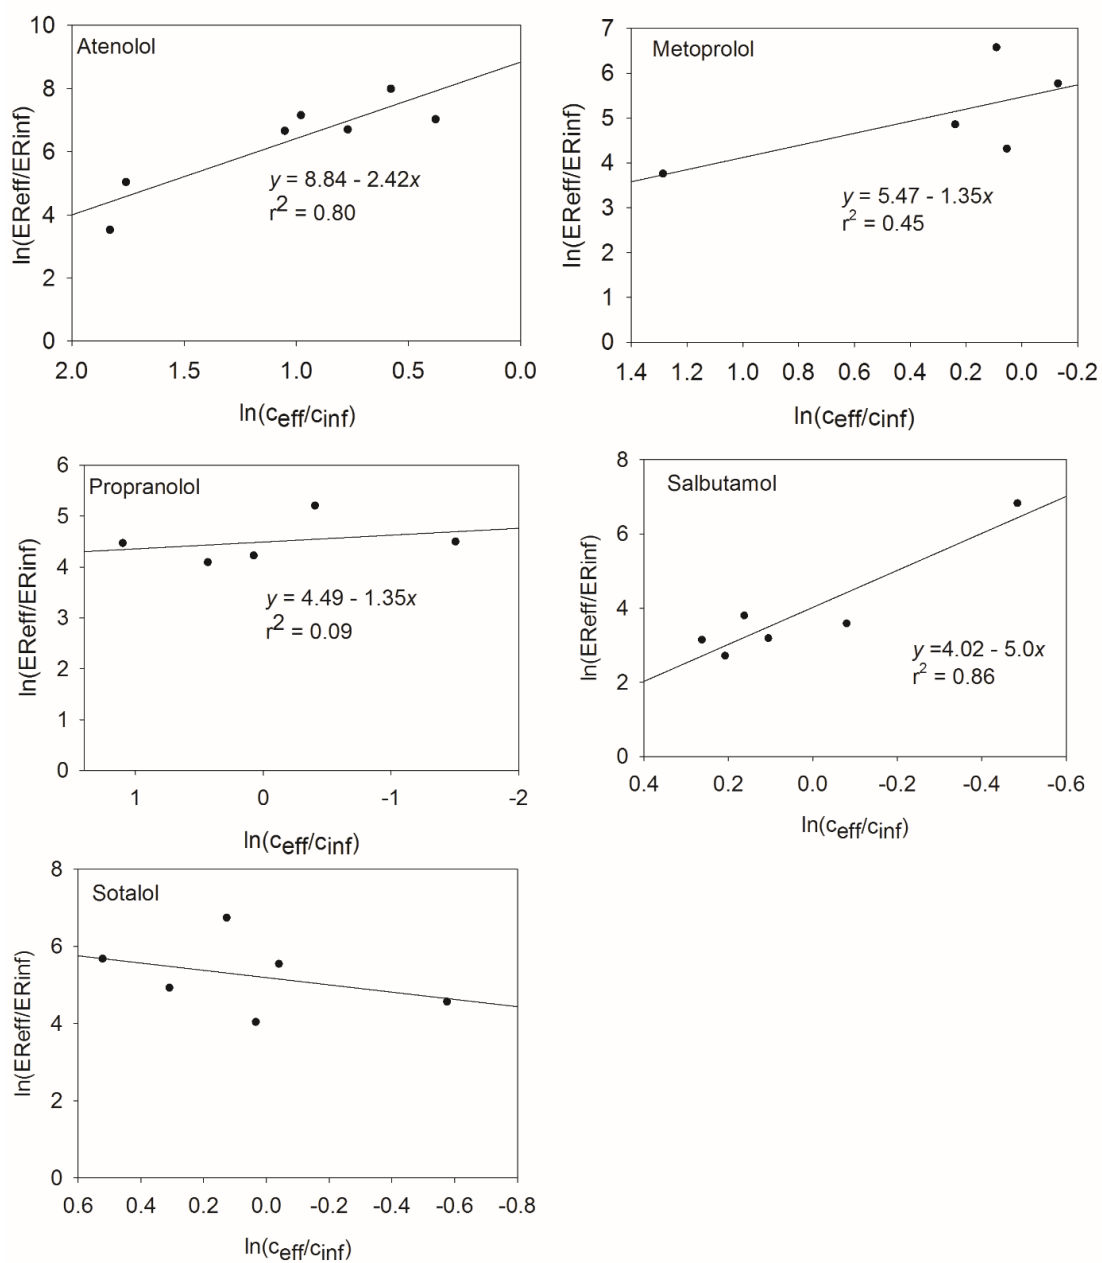 Atenolol
ln(EReff/ERinf)
10
8
6
4
2
0
y = 8.84 - 2.42x
r2 = 0.80
2.0 1.5 1.0 0.5 0.0
ln(ceff/cinf)
Metoprolol
ln(EReff/ERinf)
7
6
5
4
3
2
1
0
y = 5.47 - 1.35x
r2 = 0.45
1.4 1.2 1.0 0.8 0.6 0.4 0.2 0.0 -0.2
ln(ceff/cinf)
Propranolol
ln(EReff/ERinf)
6
5
4
3
2
1
0
y = 4.49 - 1.35x
r2 = 0.09
1 0 -1 -2
ln(ceff/cinf)
Salbutamol
ln(EReff/ERinf)
8
6
4
2
0
y =4.02 - 5.0x
r2 = 0.86
0.4 0.2 0.0 -0.2 -0.4 -0.6
ln(ceff/cinf)
Sotalol
ln(EReff/ERinf)
8
6
4
2
0
0.6 0.4 0.2 0.0 -0.2 -0.4 -0.6 -0.8
ln(ceff/cinf)